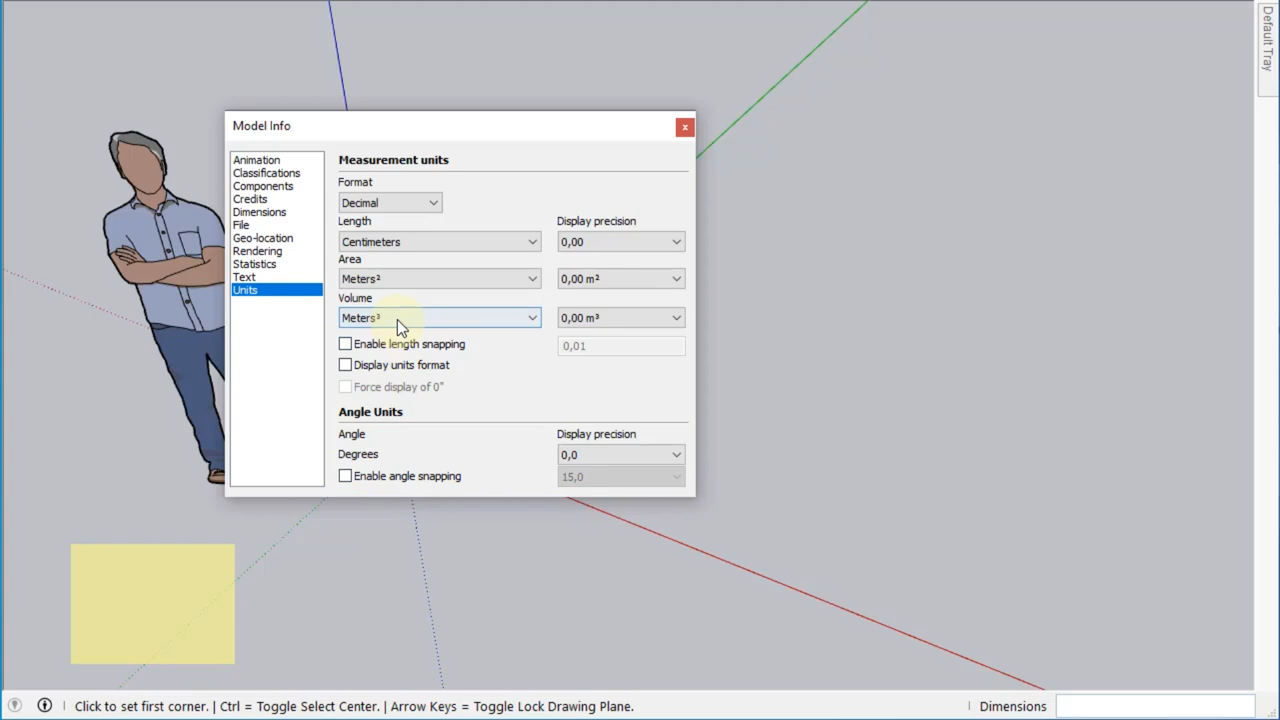 Default Tray
Model Info
x
Animation
Classifications
Components
Credits
Dimensions
File
Geo-location
Rendering
Statistics
Text
Units
Measurement units
Format
Decimal
Length
Display precision
Centimeters
0,00
Area
Meters²
0,00 m²
Volume
Meters³
0,00 m³
Enable length snapping
0,01
Display units format
Force display of 0"
Angle Units
Angle
Display precision
Degrees
0,0
Enable angle snapping
15,0
Click to set first corner. | Ctrl = Toggle Select Center. | Arrow Keys = Toggle Lock Drawing Plane.
Dimensions